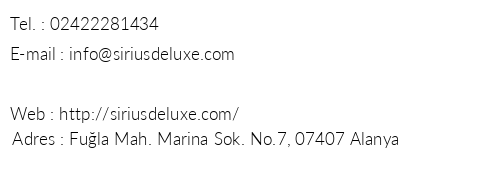 Tel. : 02422281434
E-mail : info@siriusdeluxe.com
Web : http://siriusdeluxe.com/
Adres : Fuğla Mah. Marina Sok. No.7, 07407 Alanya